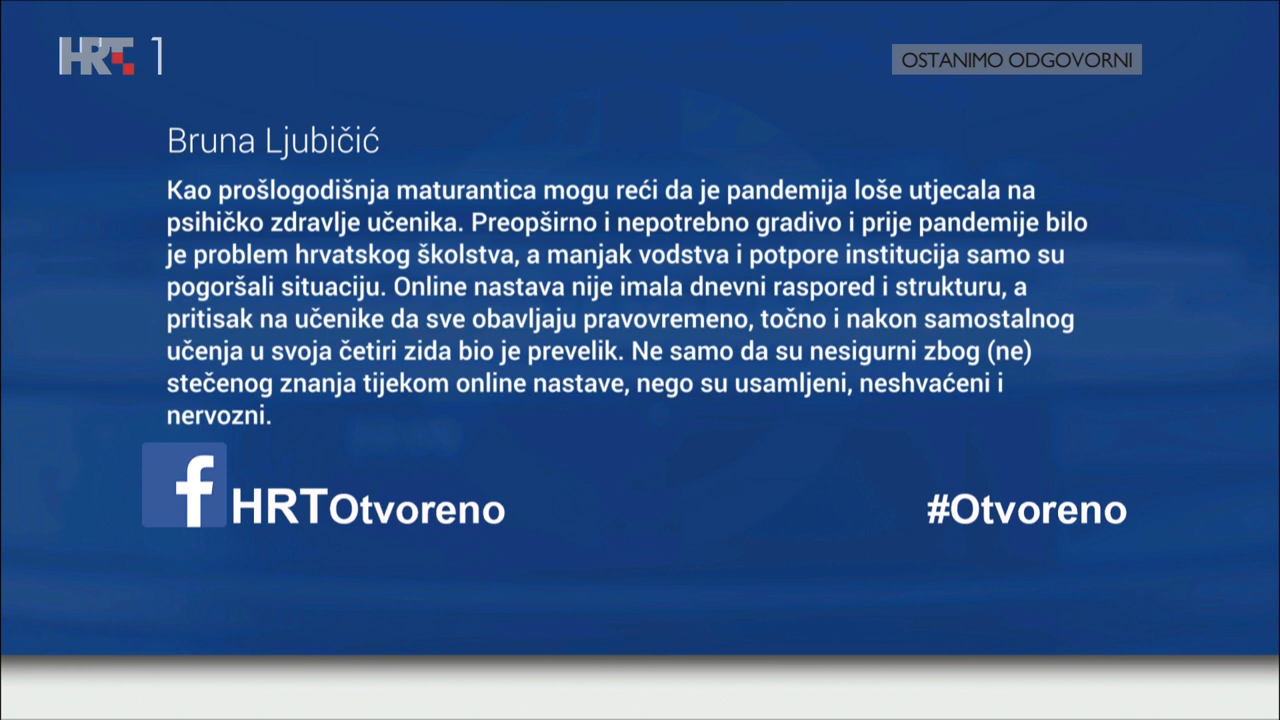 HRT 1
OSTANIMO ODGOVORNI
Bruna Ljubičić
Kao prošlogodišnja maturantica mogu reći da je pandemija loše utjecala na
psihičko zdravlje učenika. Preopširno i nepotrebno gradivo i prije pandemije bilo
je problem hrvatskog školstva, a manjak vodstva i potpore institucija samo su
pogoršali situaciju. Online nastava nije imala dnevni raspored i strukturu, a
pritisak na učenike da sve obavljaju pravovremeno, točno i nakon samostalnog
učenja u svoja četiri zida bio je prevelik. Ne samo da su nesigurni zbog (ne)
stečenog znanja tijekom online nastave, nego su usamljeni, neshvaćeni i
nervozni.
f HRTOtvoreno
#Otvoreno